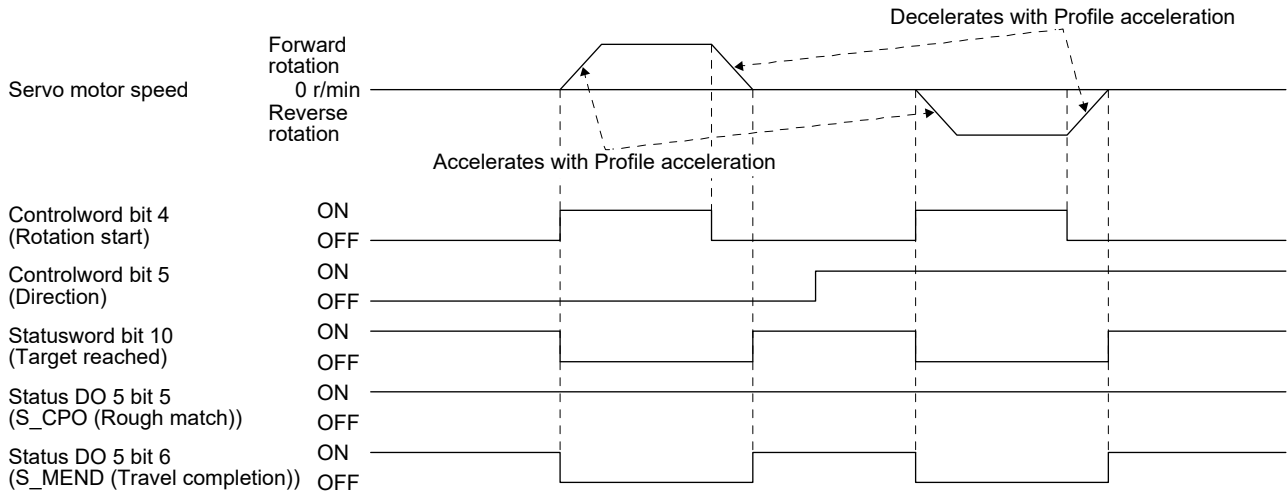 Decelerates with Profile acceleration
Forward
rotation
Servo motor speed
0 r/min
Reverse
rotation
Accelerates with Profile acceleration
Controlword bit 4
(Rotation start)
ON
OFF
Controlword bit 5
(Direction)
ON
OFF
Statusword bit 10
(Target reached)
ON
OFF
Status DO 5 bit 5
(S_CPO (Rough match))
ON
OFF
Status DO 5 bit 6
(S_MEND (Travel completion))
ON
OFF